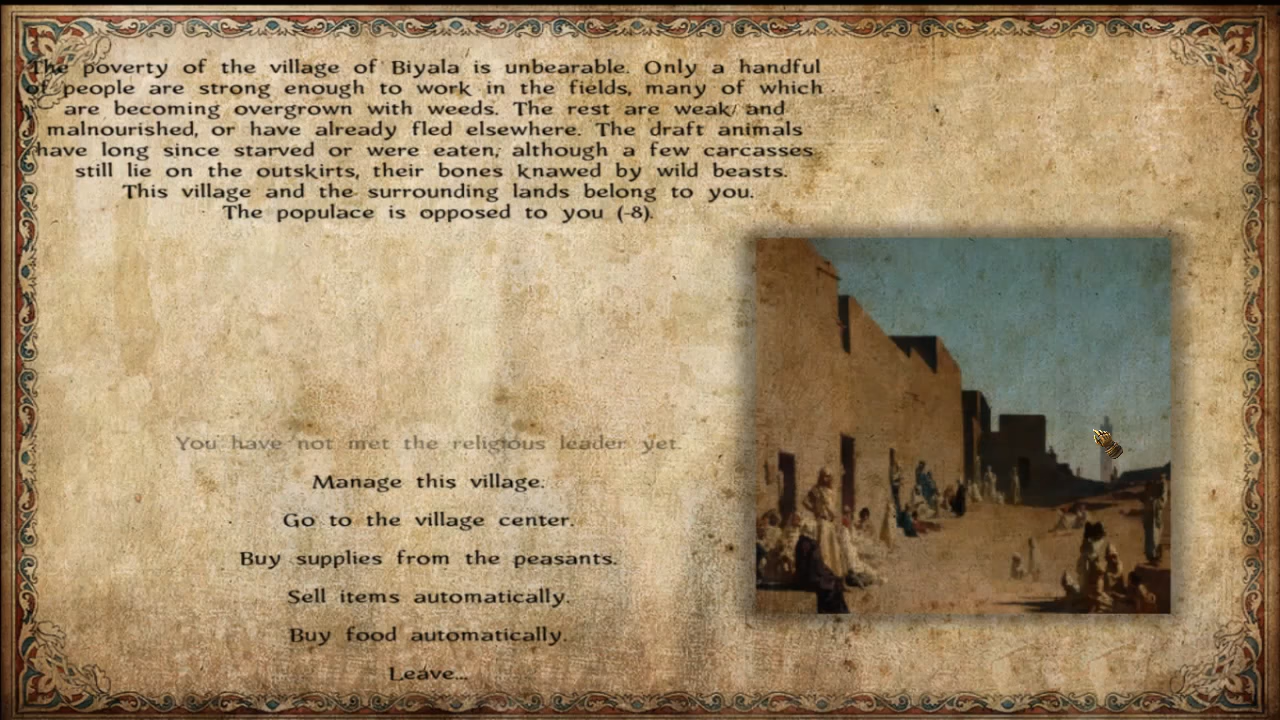 The poverty of the village of Biyala is unbearable. Only a handful
of people are strong enough to work in the fields, many of which
are becoming overgrown with weeds. The rest are weak and
malnourished, or have already fled elsewhere. The draft animals
have long since starved or were eaten, although a few carcasses
still lie on the outskirts, their bones knawed by wild beasts.
This village and the surrounding lands belong to you.
The populace is opposed to you (-8).
You have not met the religious leader yet
Manage this village.
Go to the village center.
Buy supplies from the peasants.
Sell items automatically.
Buy food automatically.
Leave...